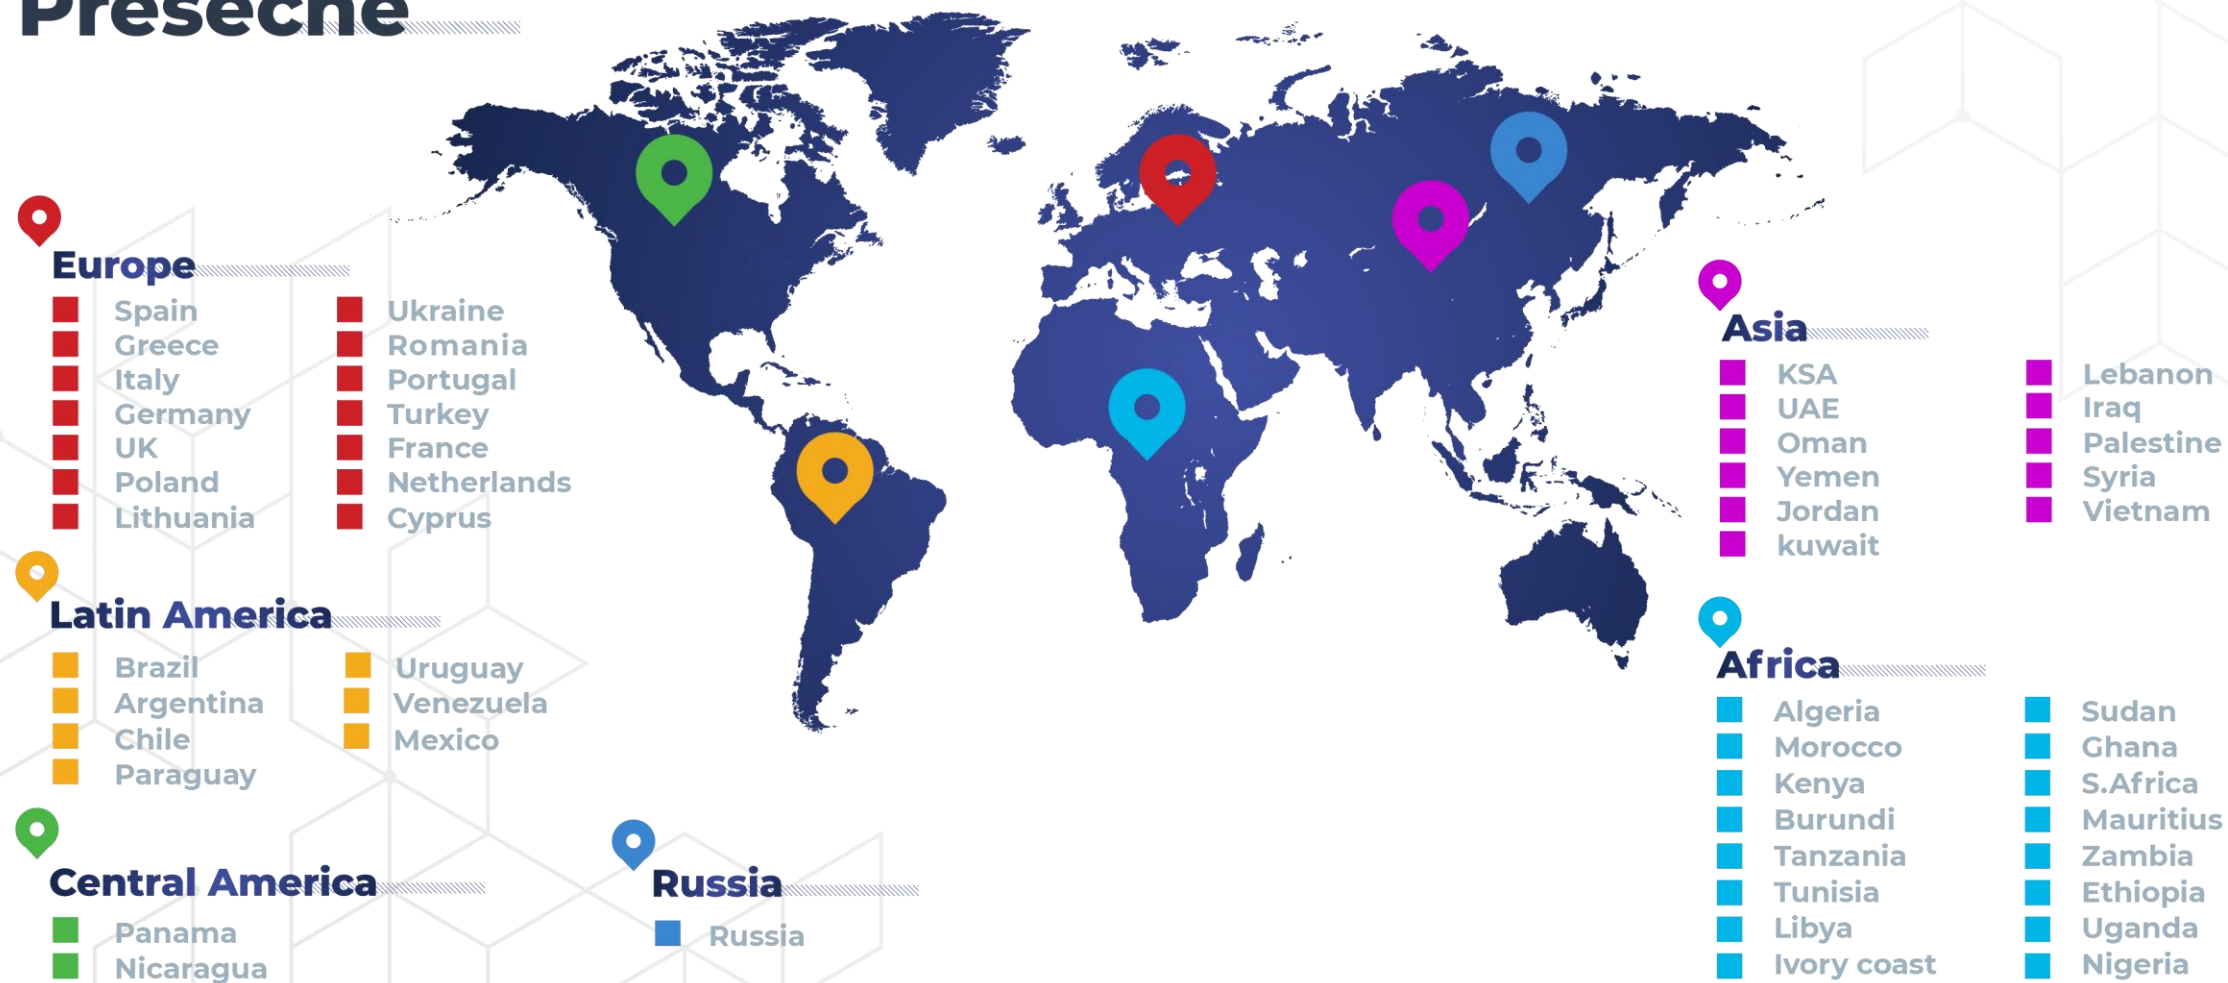 Preseche
Europe
Spain
Greece
Italy
Germany
UK
Poland
Lithuania
Ukraine
Romania
Portugal
Turkey
France
Netherlands
Cyprus
Latin America
Brazil
Argentina
Chile
Paraguay
Uruguay
Venezuela
Mexico
Central America
Panama
Nicaragua
Russia
Russia
Asia
KSA
UAE
Oman
Yemen
Jordan
kuwait
Lebanon
Iraq
Palestine
Syria
Vietnam
Africa
Algeria
Morocco
Kenya
Burundi
Tanzania
Tunisia
Libya
Ivory coast
Sudan
Ghana
S.Africa
Mauritius
Zambia
Ethiopia
Uganda
Nigeria